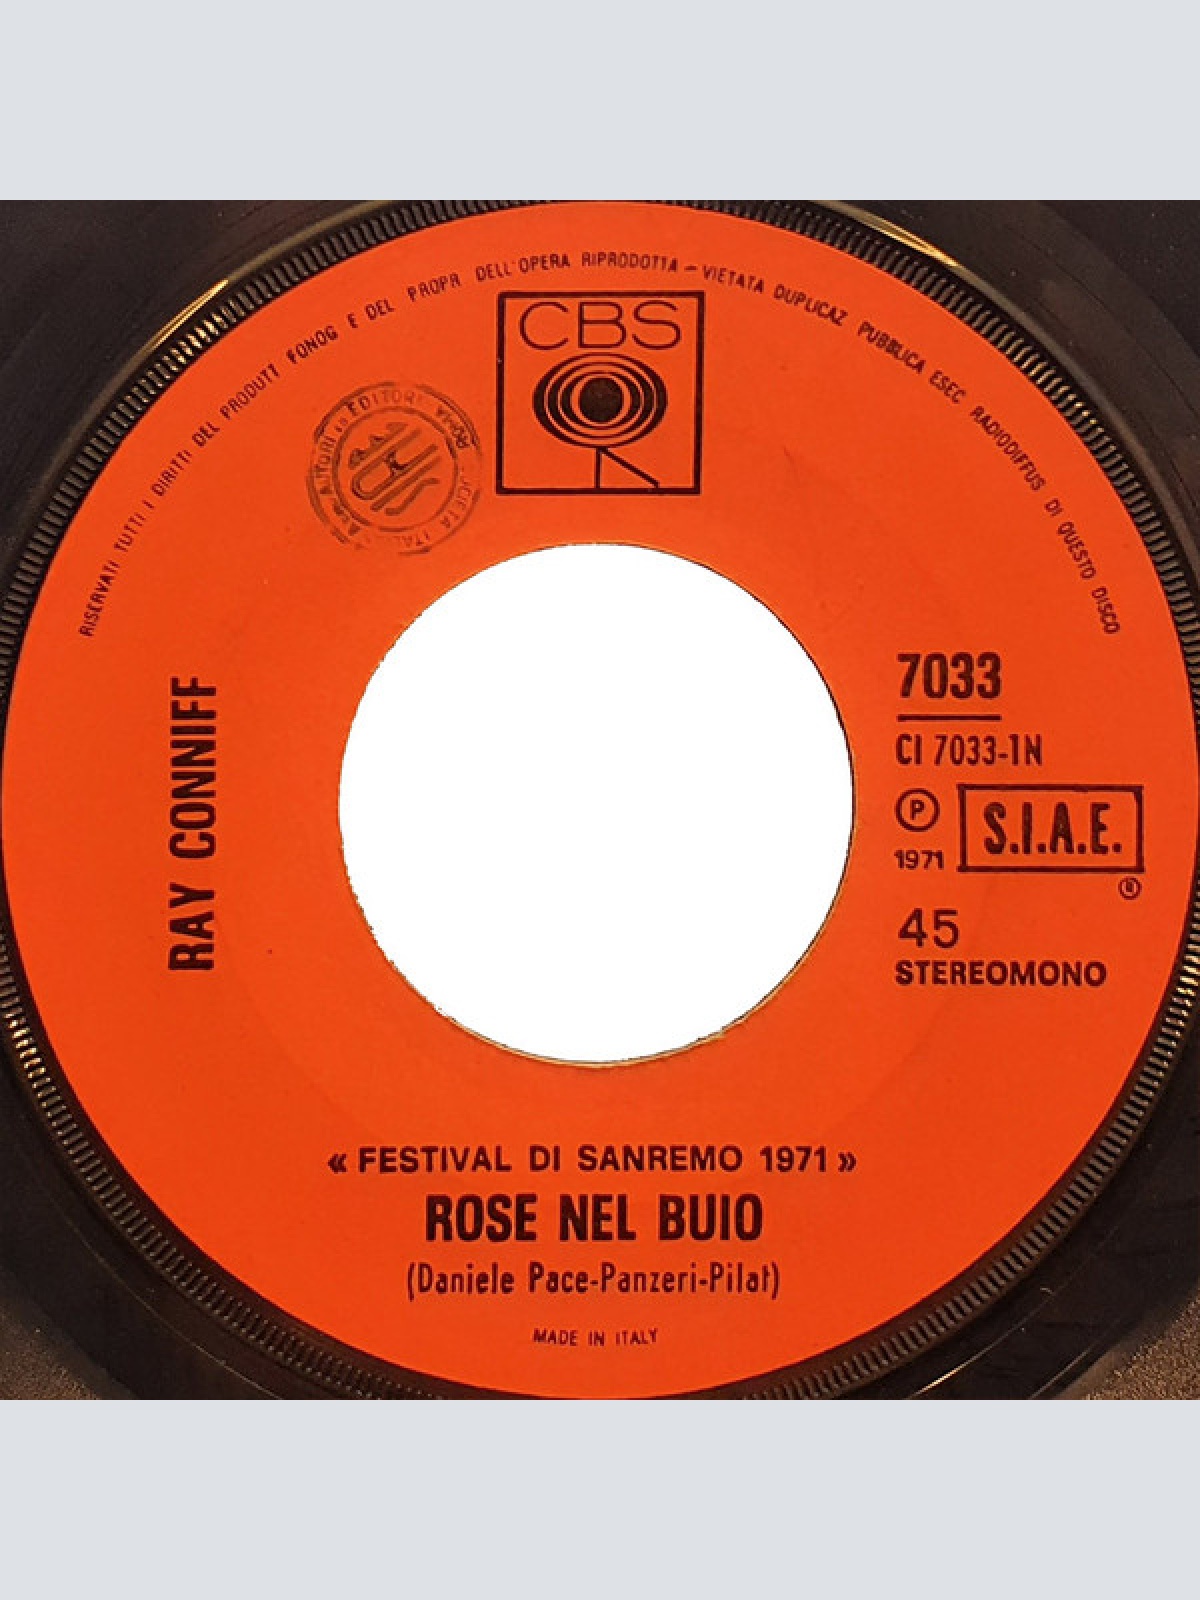 RISERVATI TUTTI I DIRITTI DEL PRODUTT FONOG E DEL PROPR DELL'OPERA RIPRODOTTA – VIETATA DUPLICAZ PUBBLICA ESEC RADIODIFFUS DI QUESTO DISCO
CBS
RAY CONNIFF
7033
CI 7033-1N
℗ S.I.A.E.
1971
45
STEREOMONO
« FESTIVAL DI SANREMO 1971 »
ROSE NEL BUIO
(Daniele Pace-Panzeri-Pilat)
MADE IN ITALY